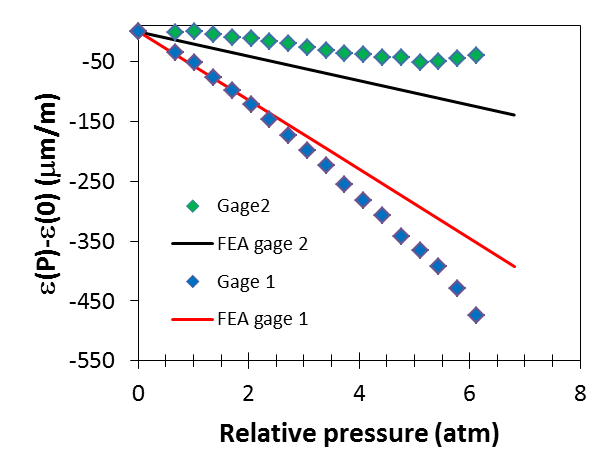 -50
-150
-250
-350
-450
-550
ε(P)-ε(0) (μm/m)
Gage2
FEA gage 2
Gage 1
FEA gage 1
0 2 4 6 8
Relative pressure (atm)